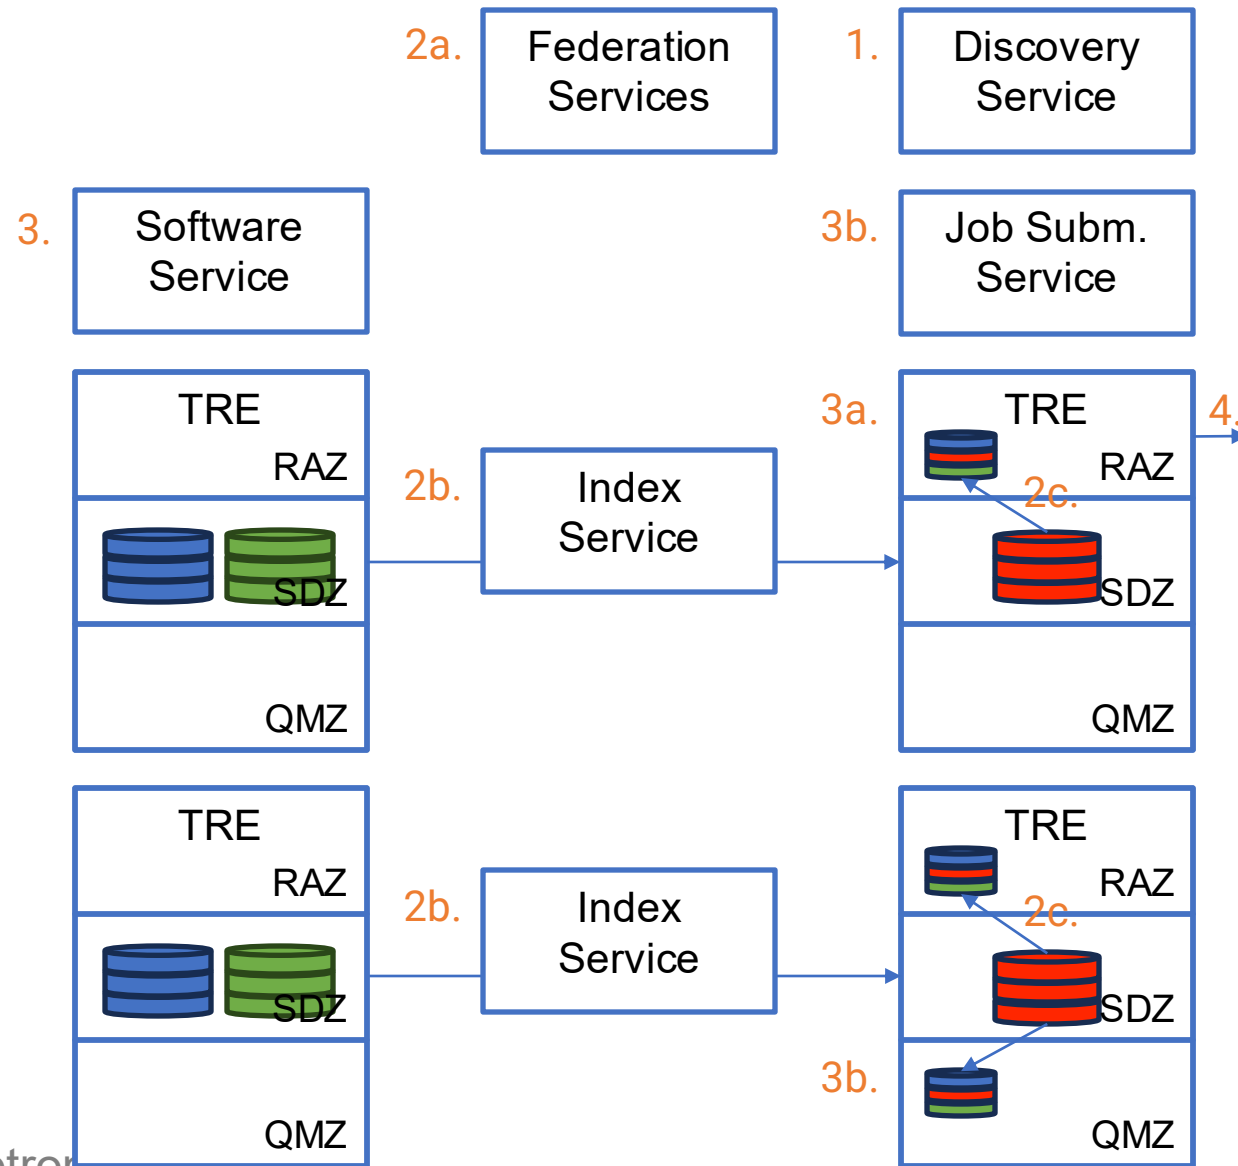 2a.
Federation
Services
1.
Discovery
Service
3.
Software
Service
3b.
Job Subm.
Service
TRE
RAZ
SDZ
QMZ
2b.
Index
Service
3a.
TRE
RAZ
4.
2c.
SDZ
QMZ
TRE
RAZ
SDZ
QMZ
2b.
Index
Service
TRE
RAZ
2c.
SDZ
3b.
QMZ